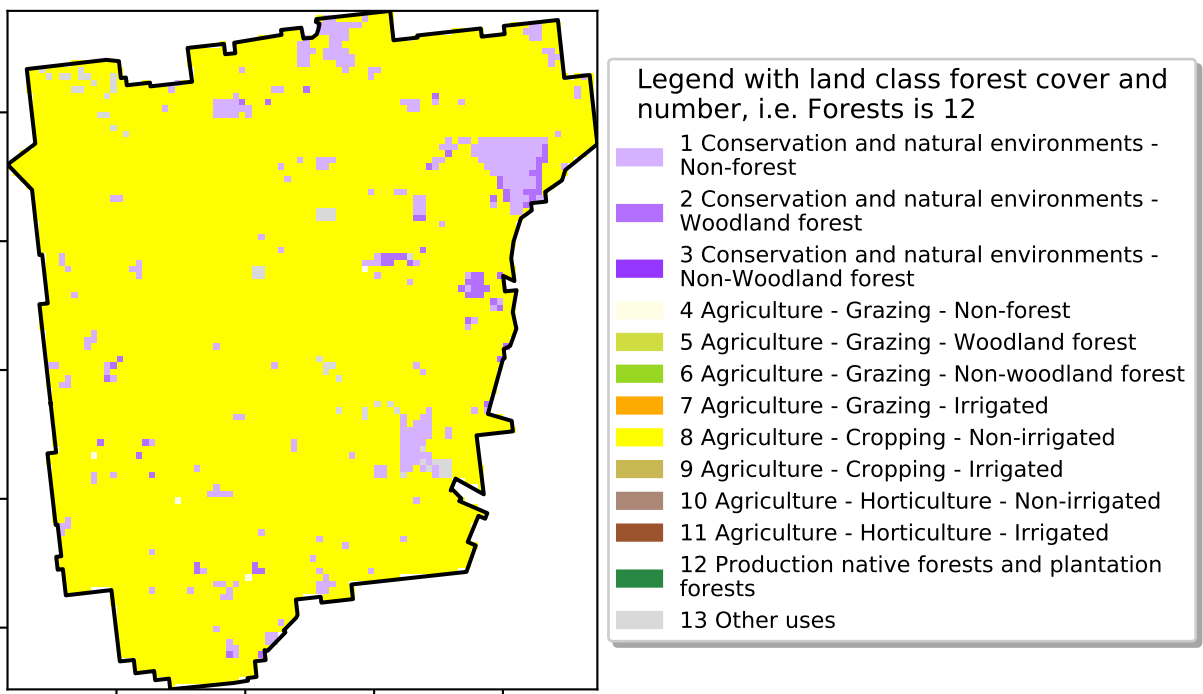 Legend with land class forest cover and
number, i.e. Forests is 12
1 Conservation and natural environments -
Non-forest
2 Conservation and natural environments -
Woodland forest
3 Conservation and natural environments -
Non-Woodland forest
4 Agriculture - Grazing - Non-forest
5 Agriculture - Grazing - Woodland forest
6 Agriculture - Grazing - Non-woodland forest
7 Agriculture - Grazing - Irrigated
8 Agriculture - Cropping - Non-irrigated
9 Agriculture - Cropping - Irrigated
10 Agriculture - Horticulture - Non-irrigated
11 Agriculture - Horticulture - Irrigated
12 Production native forests and plantation
forests
13 Other uses